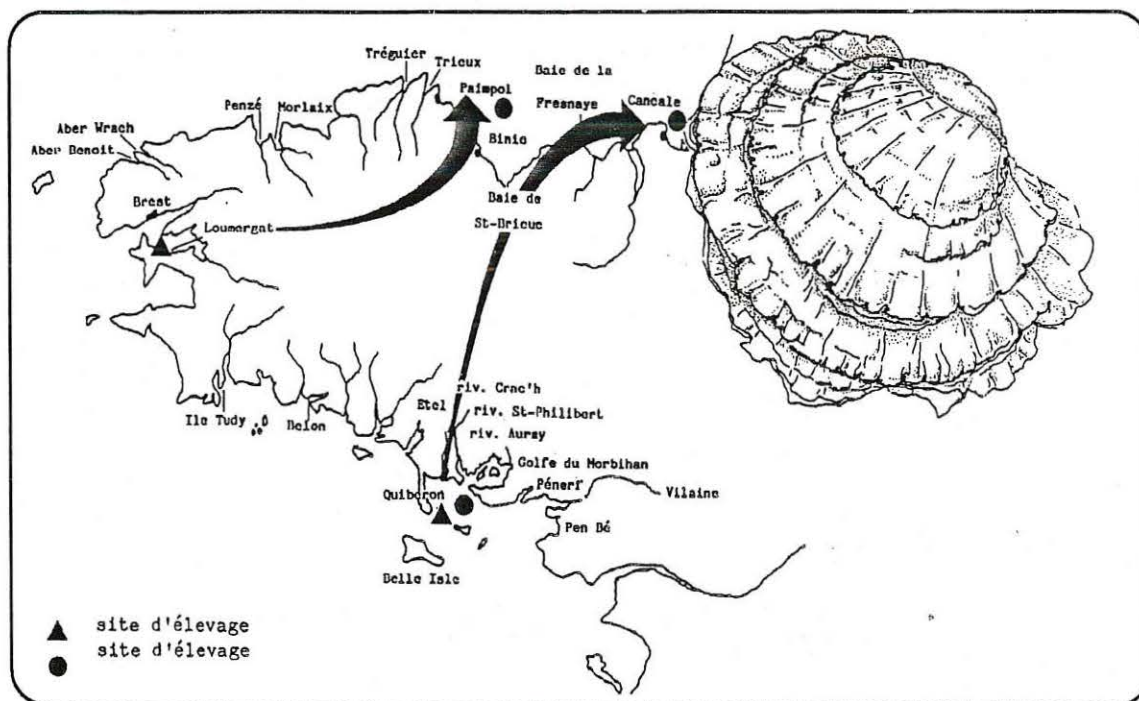 Tréguier
Trieux
Paimpol
Baie de la
Fresnaye
Cancale
Penzé
Morlaix
Aber Wrach
Aber Benoit
Binic
Brest
Baie de
St-Brieuc
Loumergat
riv. Crac'h
Etel
riv. St-Philibert
riv. Auray
Ile Tudy
Belon
Golfe du Morbihan
Quiberon
Pénerf
Vilaine
Pen Bé
Belle Isle
site d'élevage
site d'élevage